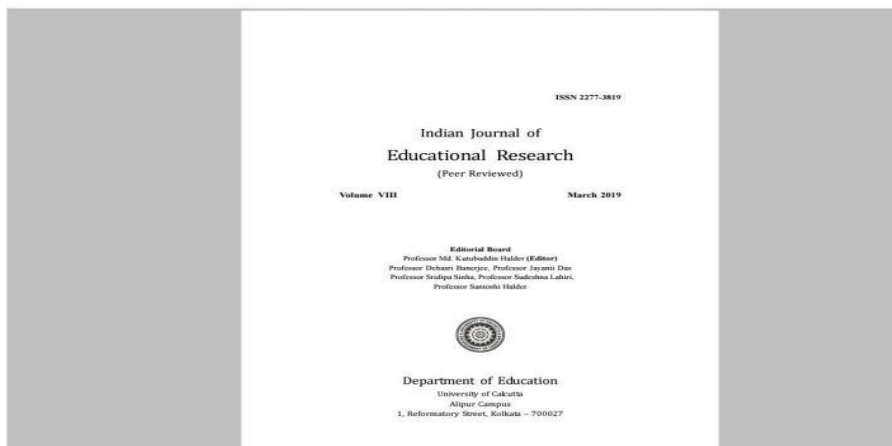 ISSN 2277-3819
Indian Journal of
Educational Research
(Peer Reviewed)
Volume VIII March 2019
Editorial Board
Professor Md. Kutubuddin Halder (Editor)
Professor Debasri Banerjee, Professor Jayanti Das
Professor Sridipa Sinha, Professor Sudeshna Lahiri,
Professor Santoshi Halder
Department of Education
University of Calcutta
Alipur Campus
1, Reformatory Street, Kolkata – 700027